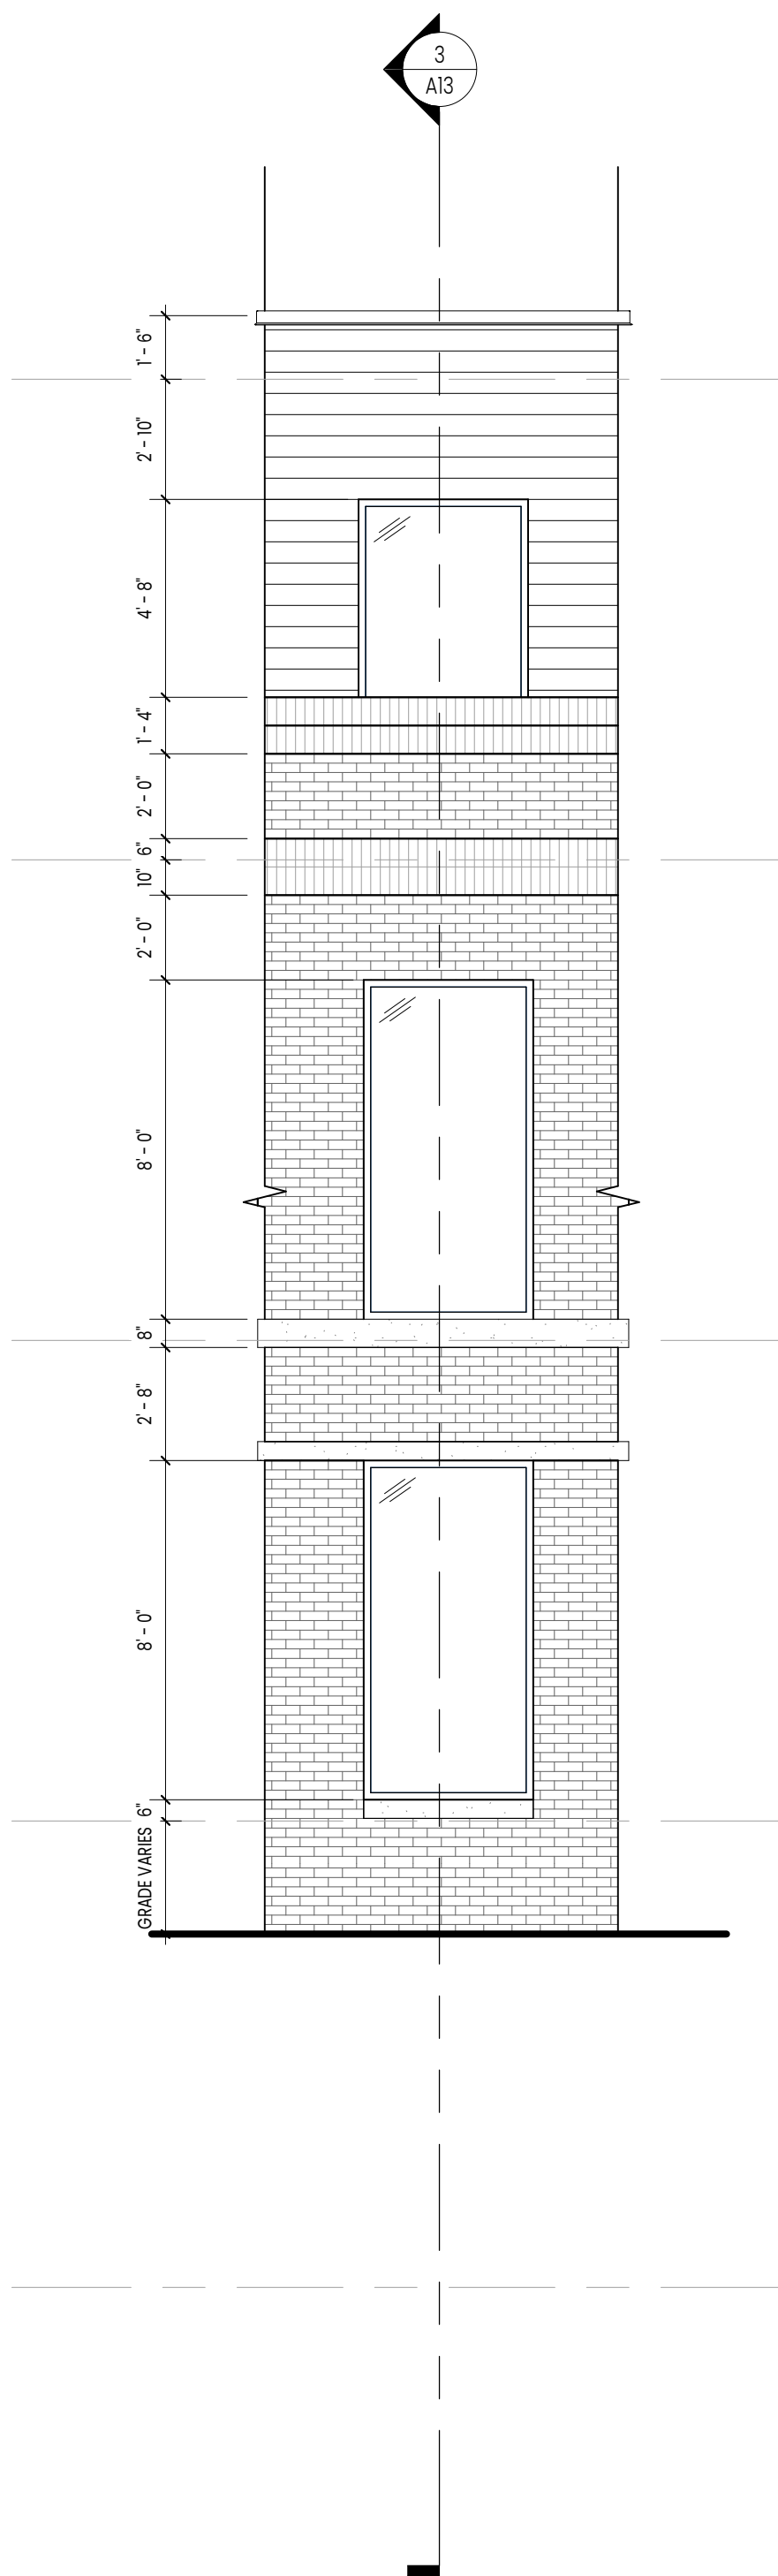 3
A13
1' - 6"
2' - 10"
4' - 8"
1' - 4"
2' - 0"
6"
10"
2' - 0"
8' - 0"
8"
2' - 8"
8' - 0"
6"
GRADE VARIES